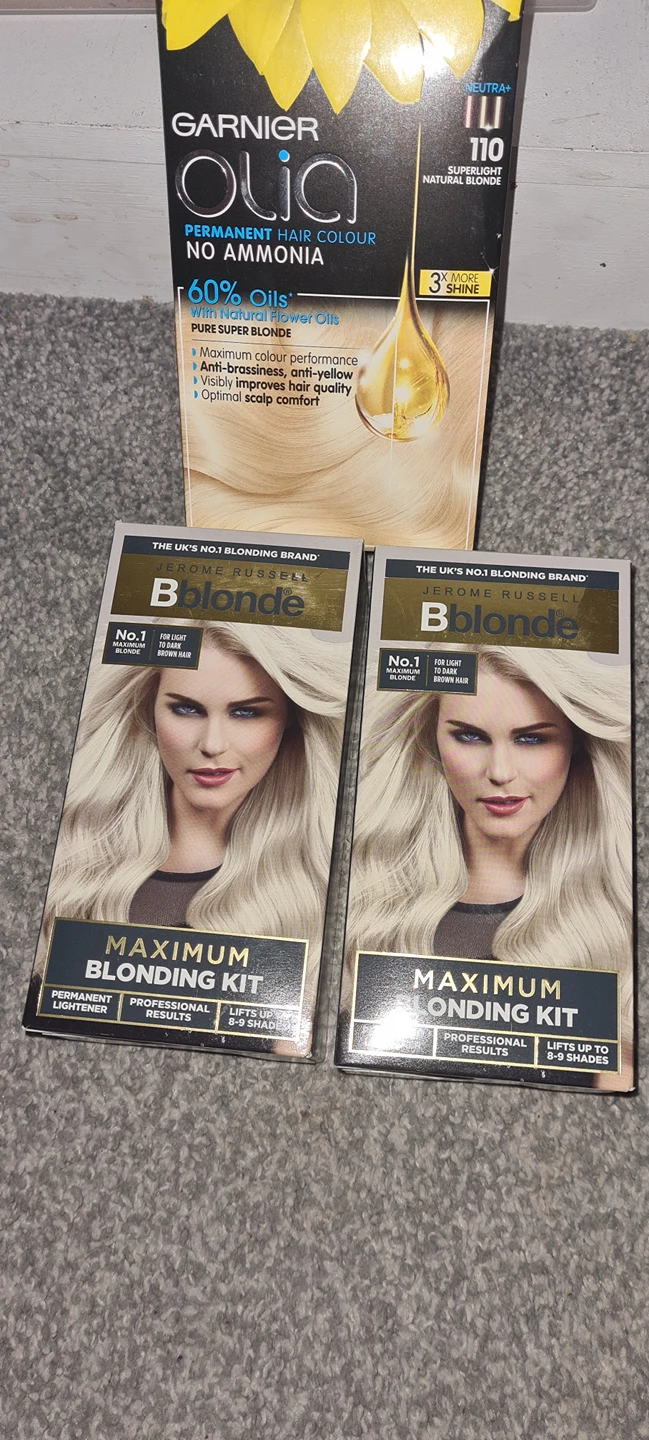 NEUTRA+
GARNIER
110
OLiA
SUPERLIGHT
NATURAL BLONDE
PERMANENT HAIR COLOUR
NO AMMONIA
3X MORE
SHINE
60% Oils*
With Natural Flower Oils
PURE SUPER BLONDE
Maximum colour performance
Anti-brassiness, anti-yellow
Visibly improves hair quality
Optimal scalp comfort
THE UK'S NO.1 BLONDING BRAND*
JEROME RUSSELL
Bblonde®
No.1
MAXIMUM
BLONDE
FOR LIGHT
TO DARK
BROWN HAIR
MAXIMUM
BLONDING KIT
PERMANENT
LIGHTENER
PROFESSIONAL
RESULTS
LIFTS UP TO
8-9 SHADES
THE UK'S NO.1 BLONDING BRAND*
JEROME RUSSELL
Bblonde®
No.1
MAXIMUM
BLONDE
FOR LIGHT
TO DARK
BROWN HAIR
MAXIMUM
LONDING KIT
PROFESSIONAL
RESULTS
LIFTS UP TO
8-9 SHADES